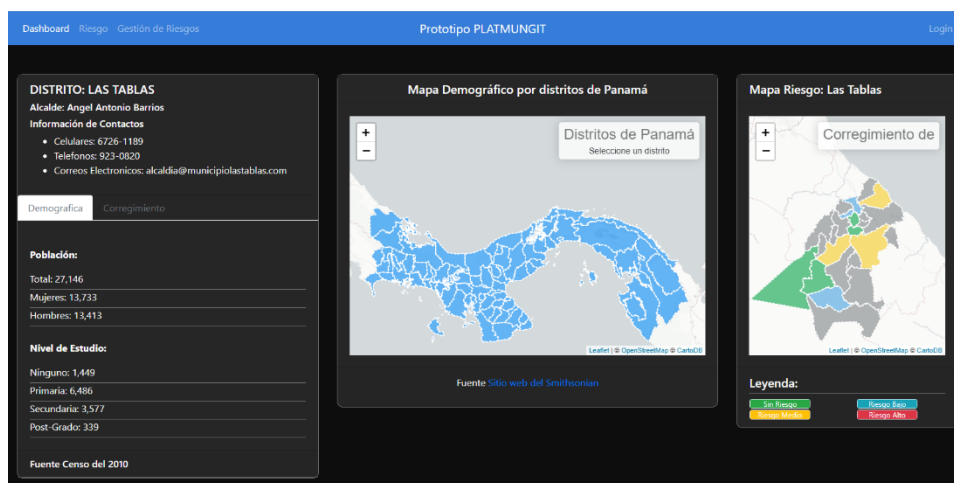 Dashboard Riesgo Gestión de Riesgos
Prototipo PLATMUNGIT
Login
DISTRITO: LAS TABLAS
Alcalde: Angel Antonio Barrios
Información de Contactos
Celulares: 6726-1189
Telefonos: 923-0820
Correos Electronicos: alcaldia@municipiolastablas.com
Demografica Corregimiento
Población:
Total: 27,146
Mujeres: 13,733
Hombres: 13,413
Nivel de Estudio:
Ninguno: 1,449
Primaria: 6,486
Secundaria: 3,577
Post-Grado: 339
Fuente Censo del 2010
Mapa Demográfico por distritos de Panamá
+
−
Distritos de Panamá
Seleccione un distrito
Leaflet | © OpenStreetMap © CartoDB
Fuente Sitio web del Smithsonian
Mapa Riesgo: Las Tablas
+
−
Corregimiento de
Leaflet | © OpenStreetMap © CartoDB
Leyenda:
Sin Riesgo Riesgo Bajo
Riesgo Medio Riesgo Alto